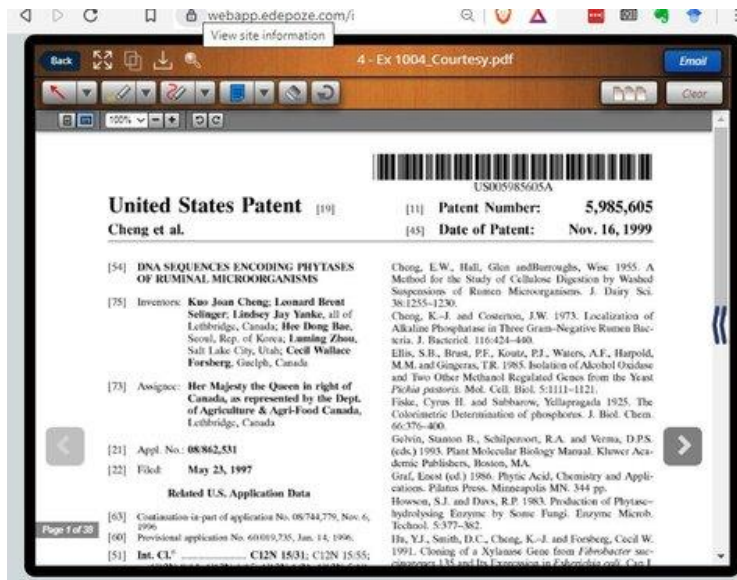 webapp.edepoze.com/i
View site information
Back
4 - Ex 1004_Courtesy.pdf
Email
Clear
100%
US005985605A
United States Patent [19]
Cheng et al.
[11] Patent Number: 5,985,605
[45] Date of Patent: Nov. 16, 1999
[54] DNA SEQUENCES ENCODING PHYTASES
OF RUMINAL MICROORGANISMS
[75] Inventors: Kuo Joan Cheng; Leonard Brent
Selinger; Lindsey Jay Yanke, all of
Lethbridge, Canada; Hee Dong Bae,
Seoul, Rep. of Korea; Luming Zhou,
Salt Lake City, Utah; Cecil Wallace
Forsberg, Guelph, Canada
[73] Assignee: Her Majesty the Queen in right of
Canada, as represented by the Dept.
of Agriculture & Agri-Food Canada,
Lethbridge, Canada
[21] Appl. No.: 08/862,531
[22] Filed: May 23, 1997
Related U.S. Application Data
[63] Continuation-in-part of application No. 08/744,779, Nov. 6,
1996
[60] Provisional application No. 60/019,735, Jan. 14, 1996.
[51] Int. Cl.6 C12N 15/31; C12N 15/55;
Cheng, E.W., Hall, Glen andBurroughs, Wise 1955. A
Method for the Study of Cellulose Digestion by Washed
Suspensions of Rumen Microorganisms. J. Dairy Sci.
38:1255–1230.
Cheng, K.–J. and Costerton, J.W. 1973. Localization of
Alkaline Phosphatase in Three Gram–Negative Rumen Bac-
teria. J. Bacteriol. 116:424–440.
Ellis, S.B., Brust, P.F., Koutz, P.J., Waters, A.F., Harpold,
M.M. and Gingeras, T.R. 1985. Isolation of Alcohol Oxidase
and Two Other Methanol Regulated Genes from the Yeast
Pichia pastoris. Mol. Cell. Biol. 5:1111–1121.
Fiske, Cyrus H. and Subbarow, Yellapragada 1925. The
Colorimetric Determination of phosphorus. J. Biol. Chem.
66:376–400.
Gelvin, Stanton B., Schilperoort, R.A. and Verma, D.P.S.
(eds.) 1993. Plant Molecular Biology Manual. Kluwer Aca-
demic Publishers, Boston, MA.
Graf, Ernst (ed.) 1986. Phytic Acid, Chemistry and Appli-
cations. Pilatus Press. Minneapolis MN. 344 pp.
Howson, S.J. and Davs, R.P. 1983. Production of Phytase–
hydrolysing Enzyme by Some Fungi. Enzyme Microb.
Technol. 5:377–382.
Hu, Y.J., Smith, D.C., Cheng, K.–J. and Forsberg, Cecil W.
1991. Cloning of a Xylanase Gene from Fibrobacter suc-
cinogenes 135 and Its Expression in Escherichia coli. Can J.
Page 1 of 38